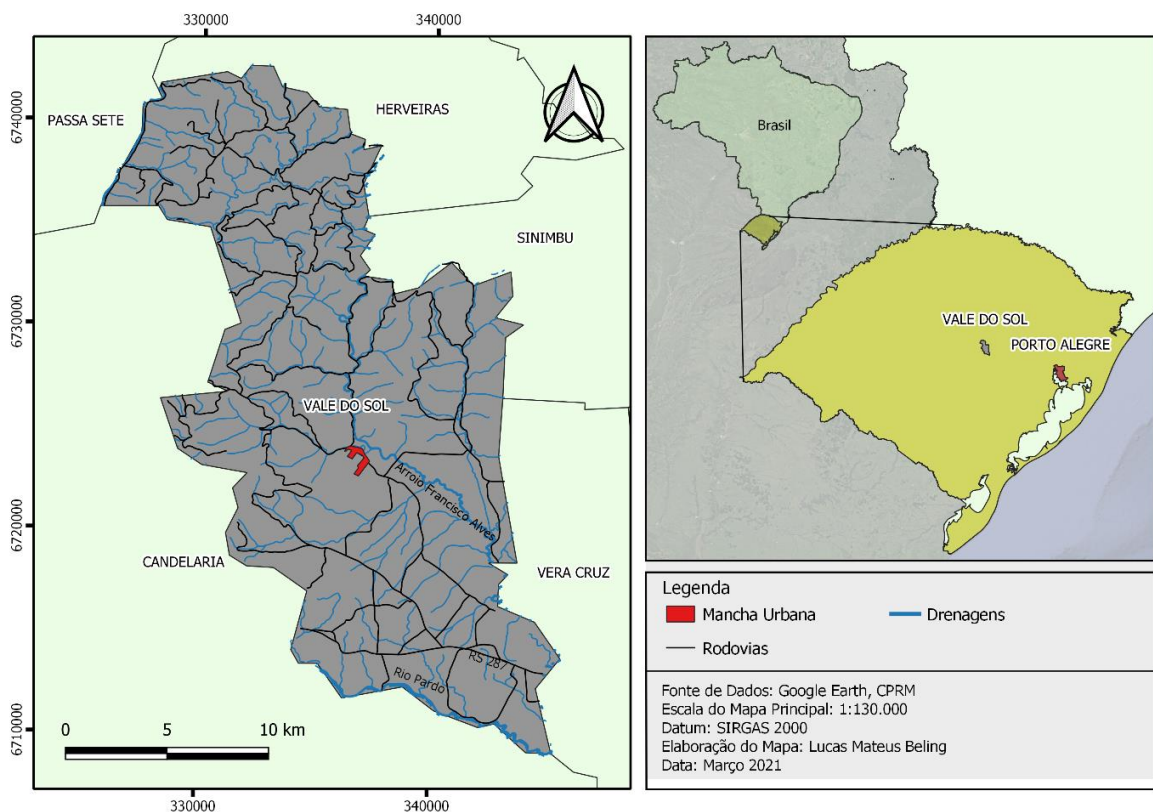 330000
340000
6740000
6730000
6720000
6710000
PASSA SETE
HERVEIRAS
SINIMBU
VALE DO SOL
Arroio Francisco Alves
CANDELARIA
VERA CRUZ
RS 287
Rio Pardo
0 5 10 km
330000
340000
Brasil
VALE DO SOL
PORTO ALEGRE
Legenda
Mancha Urbana
Drenagens
Rodovias
Fonte de Dados: Google Earth, CPRM
Escala do Mapa Principal: 1:130.000
Datum: SIRGAS 2000
Elaboração do Mapa: Lucas Mateus Beling
Data: Março 2021